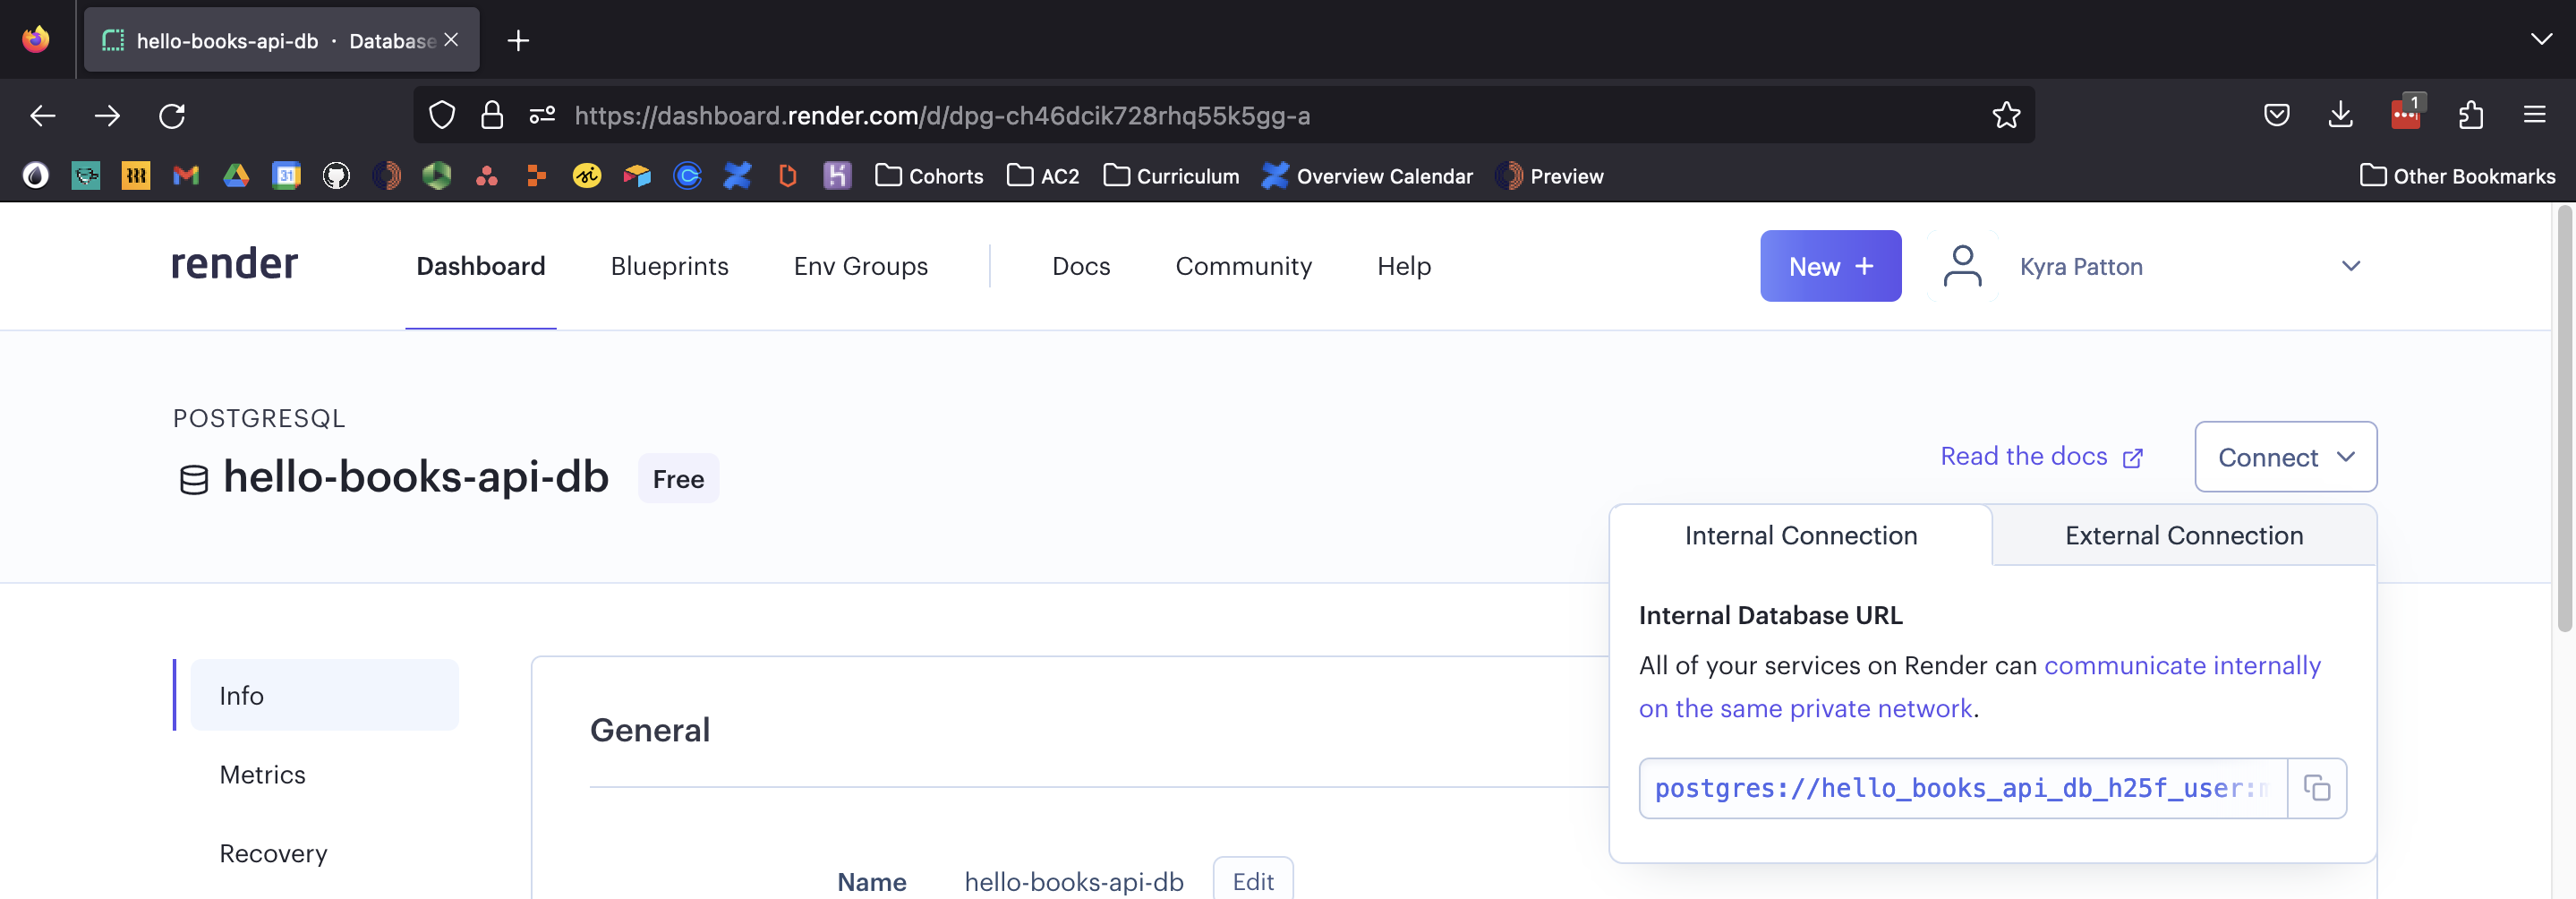 hello-books-api-db · Database
https://dashboard.render.com/d/dpg-ch46dcik728rhq55k5gg-a
1
31
Cohorts
AC2
Curriculum
Overview Calendar
Preview
Other Bookmarks
render
Dashboard
Blueprints
Env Groups
Docs
Community
Help
New +
Kyra Patton
POSTGRESQL
hello-books-api-db
Free
Read the docs
Connect
Internal Connection
External Connection
Internal Database URL
All of your services on Render can communicate internally
on the same private network.
postgres://hello_books_api_db_h25f_user:
Info
Metrics
Recovery
General
Name
hello-books-api-db
Edit